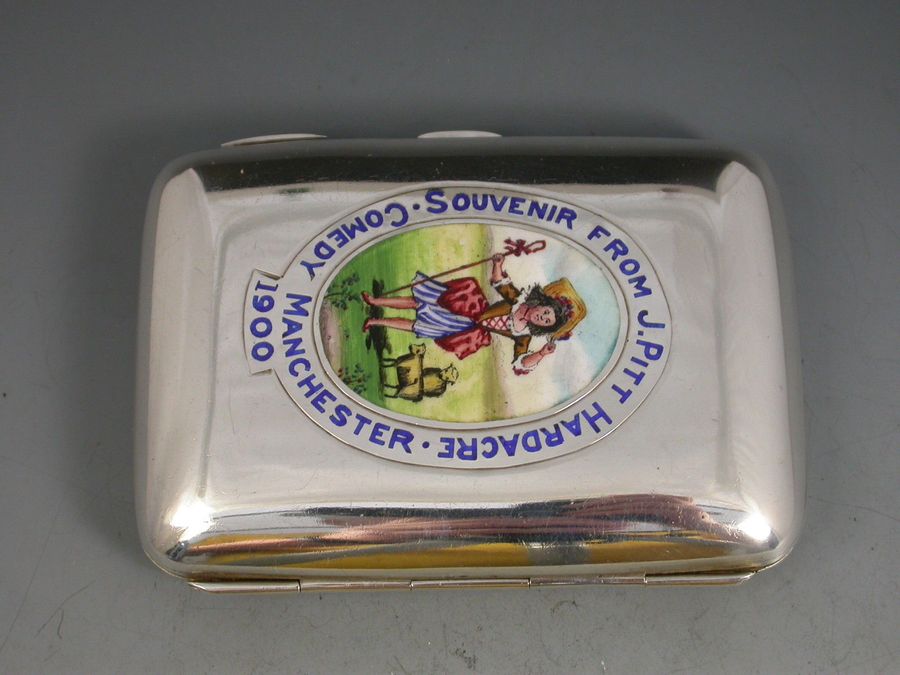 SOUVENIR FROM J. PITT HARDACRE · COMEDY MANCHESTER ·
1900